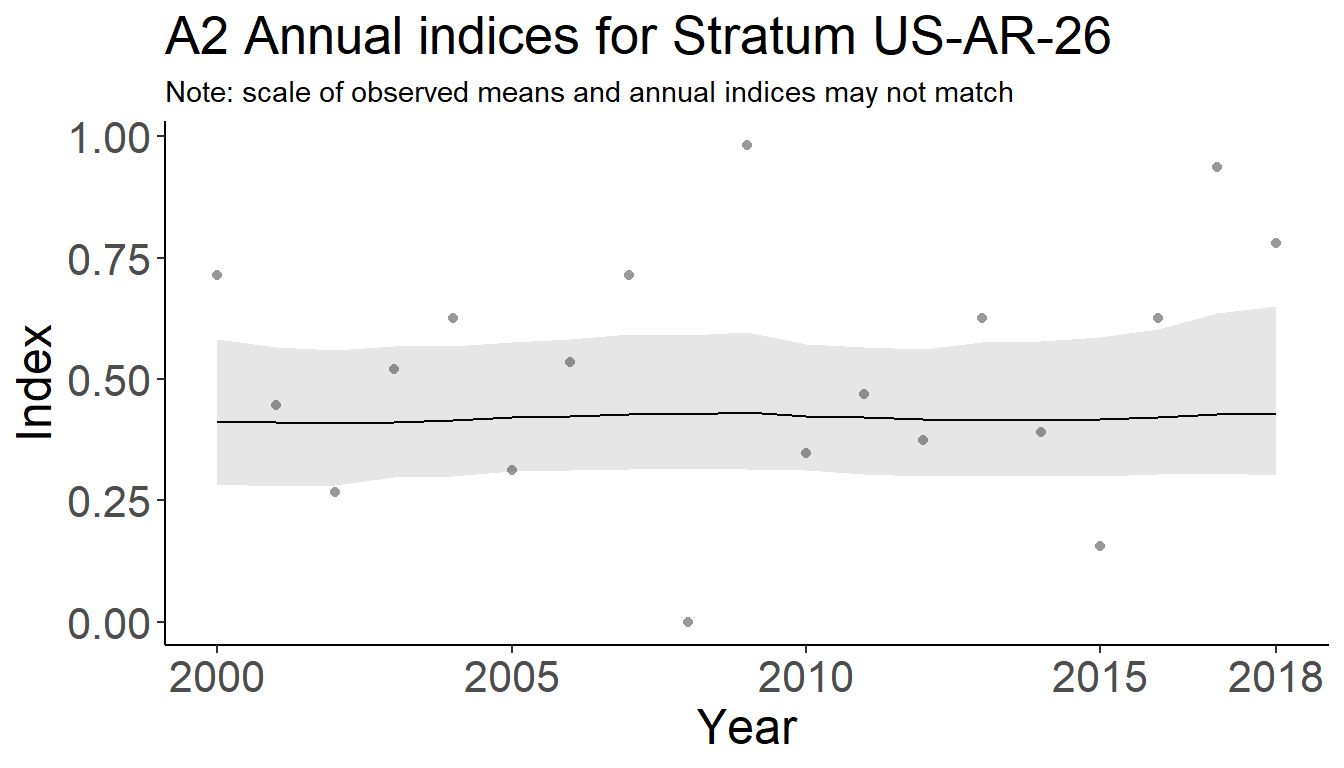 A2 Annual indices for Stratum US-AR-26
Note: scale of observed means and annual indices may not match
1.00
0.75
0.50
0.25
0.00
Index
2000 2005 2010 2015 2018
Year